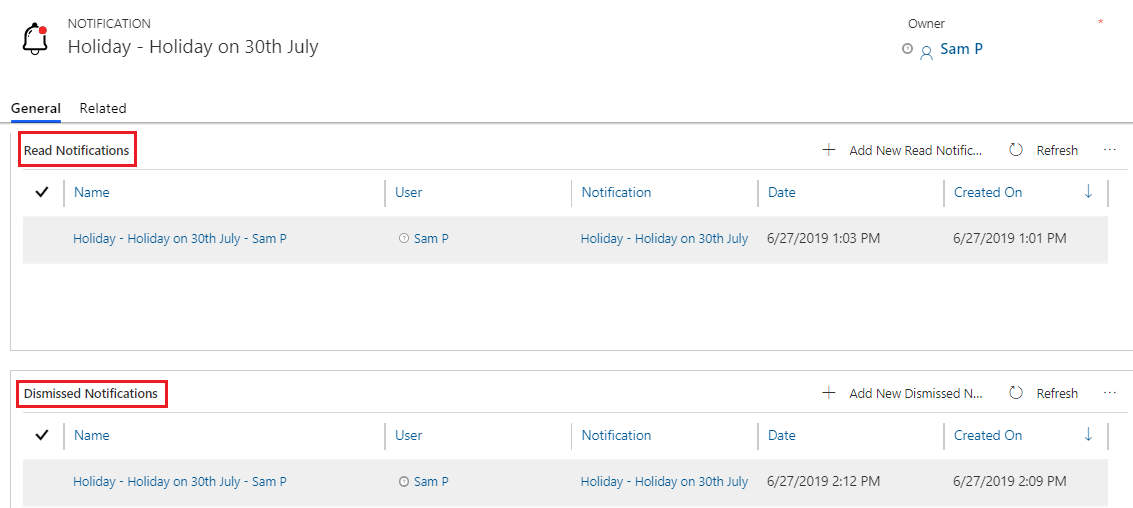 NOTIFICATION
Holiday - Holiday on 30th July
Owner *
Sam P
General Related
Read Notifications + Add New Read Notific... Refresh ...
Name User Notification Date Created On ↓
Holiday - Holiday on 30th July - Sam P Sam P Holiday - Holiday on 30th July 6/27/2019 1:03 PM 6/27/2019 1:01 PM
Dismissed Notifications + Add New Dismissed N... Refresh ...
Name User Notification Date Created On ↓
Holiday - Holiday on 30th July - Sam P Sam P Holiday - Holiday on 30th July 6/27/2019 2:12 PM 6/27/2019 2:09 PM